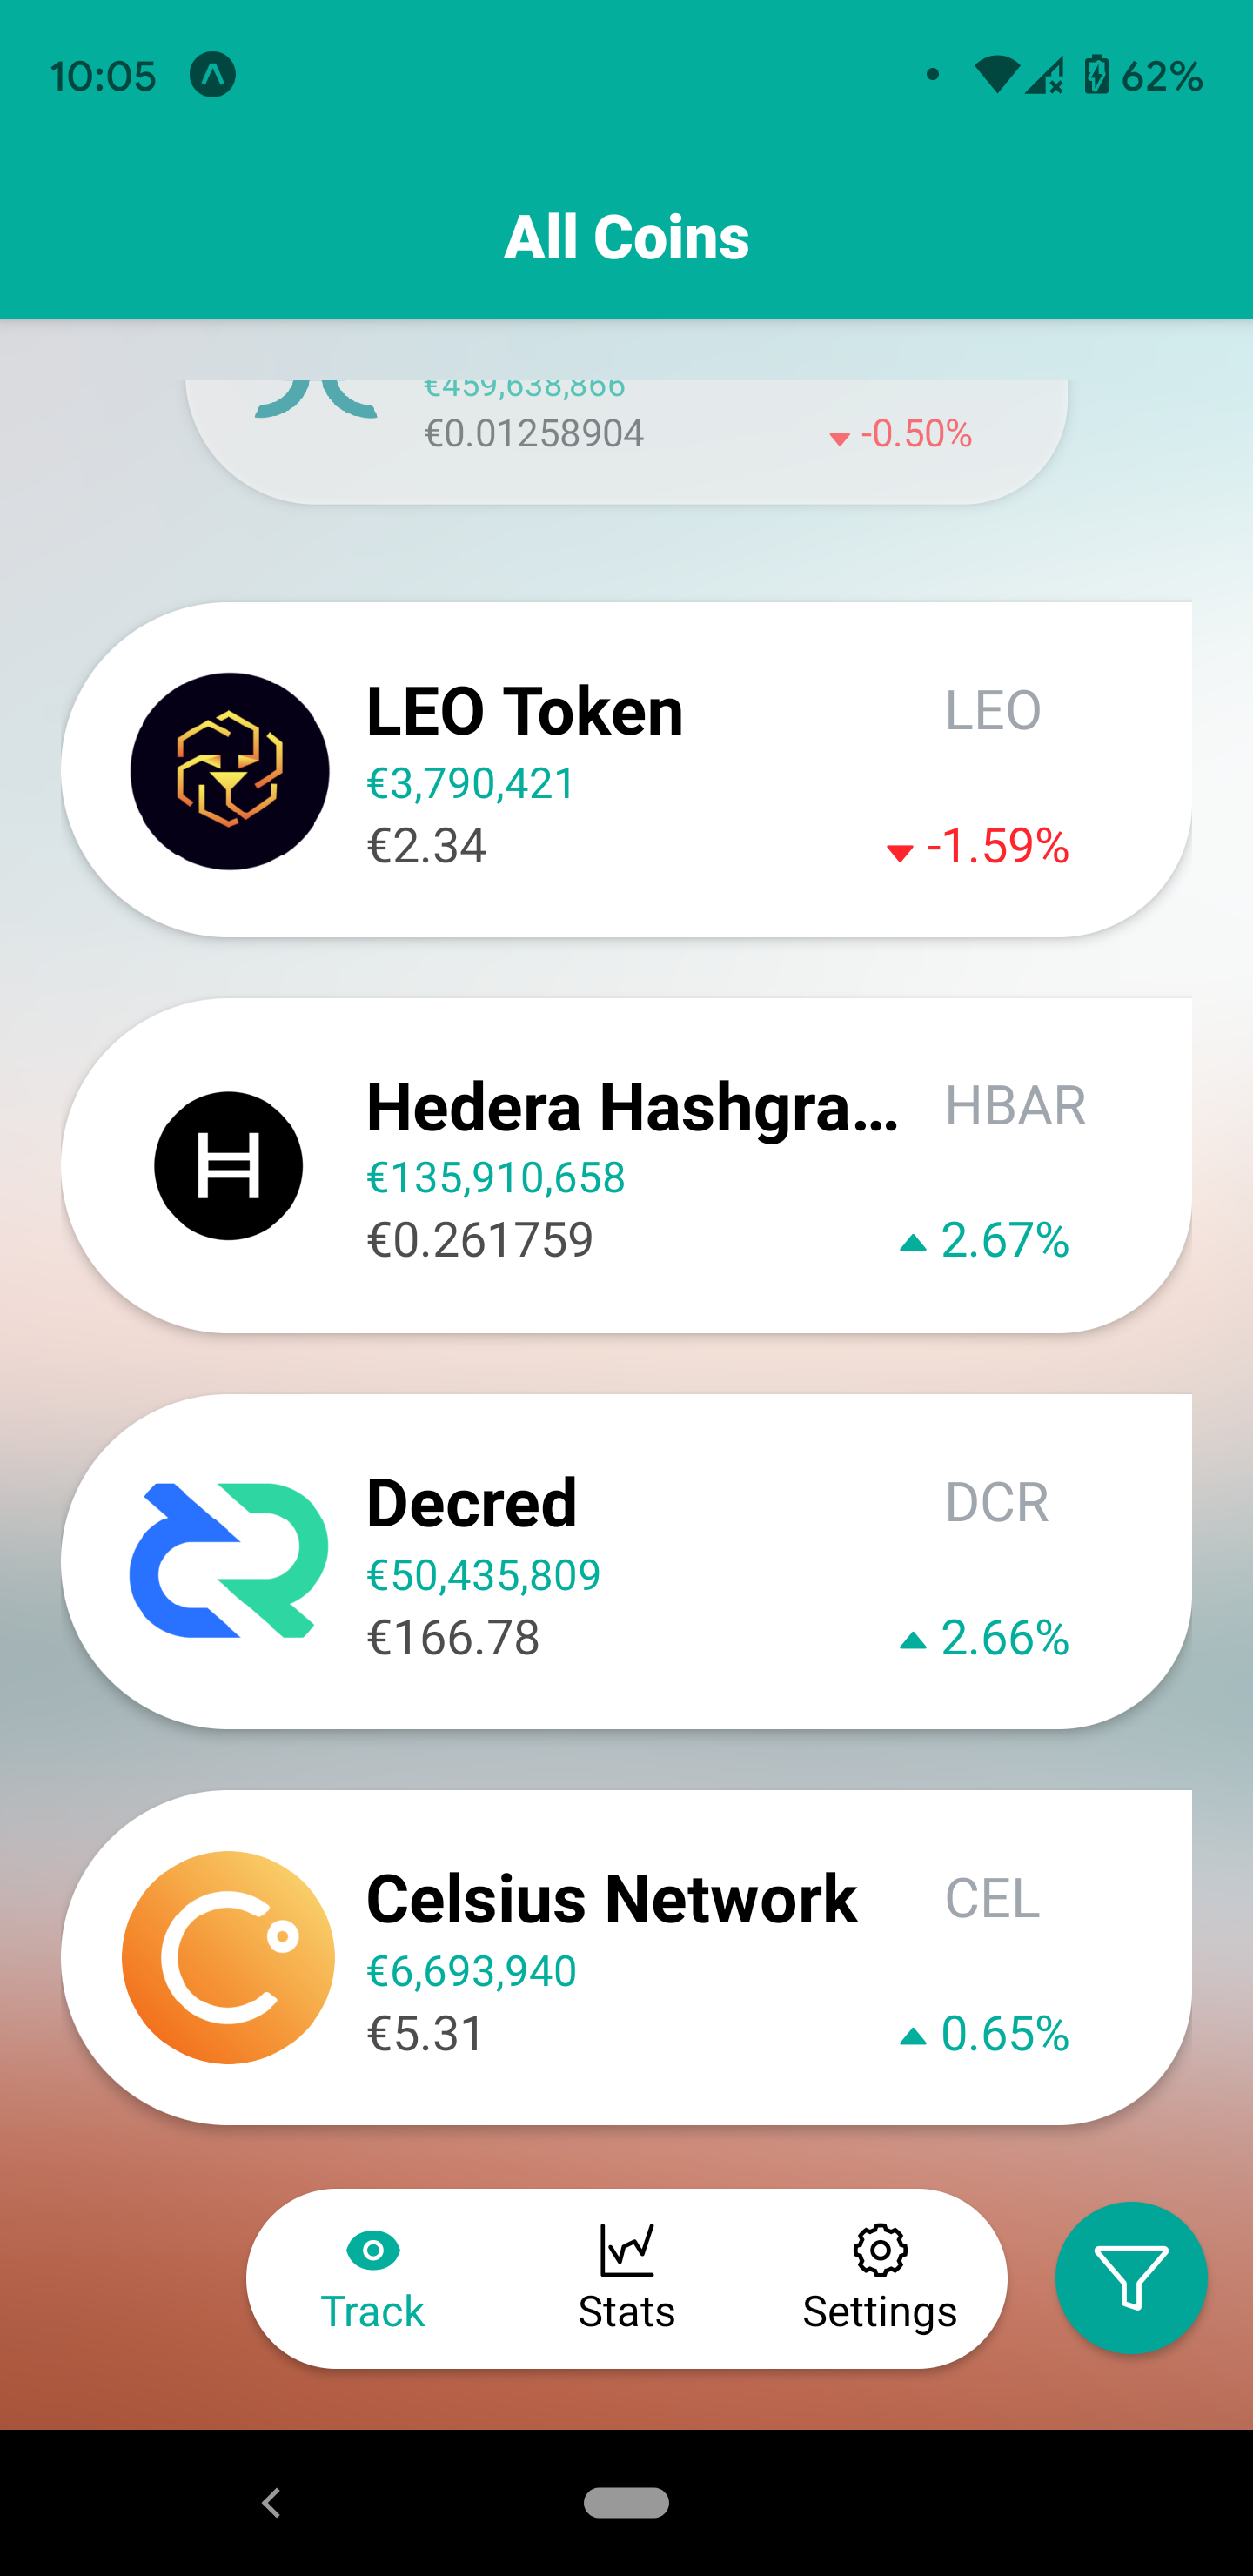 10:05
62%
All Coins
€459,638,866
€0.01258904
-0.50%
LEO Token
LEO
€3,790,421
€2.34
-1.59%
Hedera Hashgra...
HBAR
€135,910,658
€0.261759
2.67%
Decred
DCR
€50,435,809
€166.78
2.66%
Celsius Network
CEL
€6,693,940
€5.31
0.65%
Track
Stats
Settings